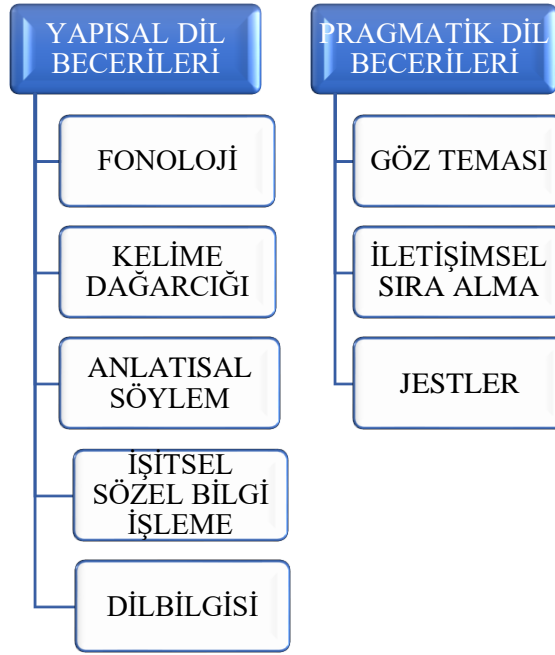 YAPISAL DİL
BECERİLERİ
FONOLOJİ
KELİME
DAĞARCIĞI
ANLATISAL
SÖYLEM
İŞİTSEL
SÖZEL BİLGİ
İŞLEME
DİLBİLGİSİ
PRAGMATİK DİL
BECERİLERİ
GÖZ TEMASI
İLETİŞİMSEL
SIRA ALMA
JESTLER